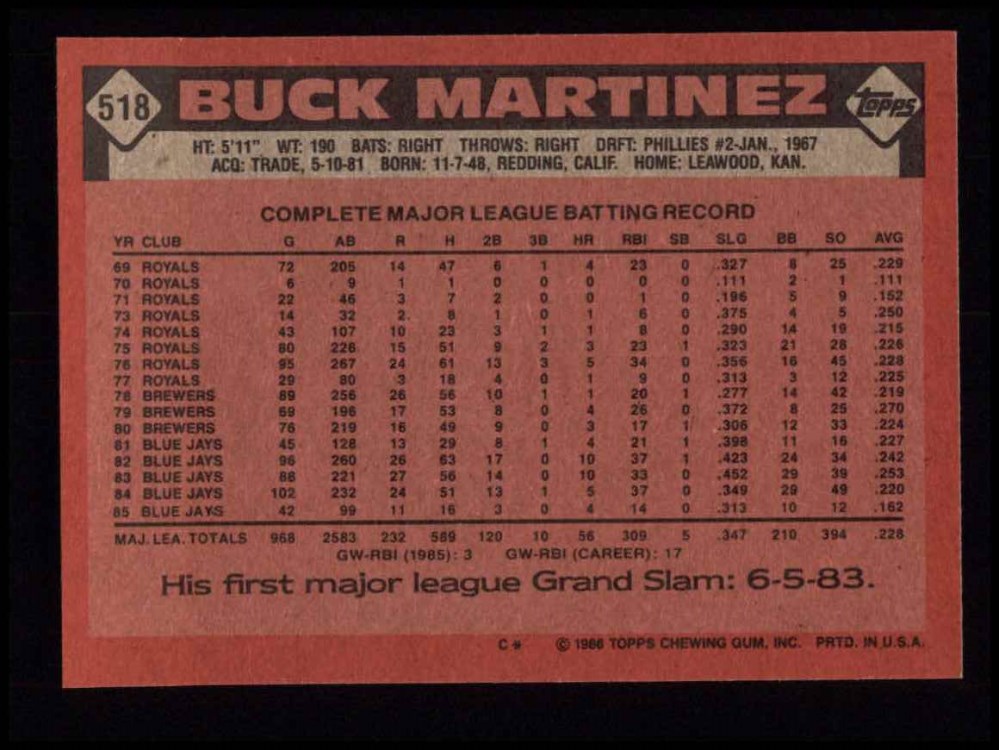 518 BUCK MARTINEZ Topps
HT: 5'11" WT: 190 BATS: RIGHT THROWS: RIGHT DRFT: PHILLIES #2-JAN., 1967
ACQ: TRADE, 5-10-81 BORN: 11-7-48, REDDING, CALIF. HOME: LEAWOOD, KAN.
COMPLETE MAJOR LEAGUE BATTING RECORD
YR CLUB G AB R H 2B 3B HR RBI SB SLG BB SO AVG
69 ROYALS 72 205 14 47 6 1 4 23 0 .327 8 25 .229
70 ROYALS 6 9 1 1 0 0 0 0 0 .111 2 1 .111
71 ROYALS 22 46 3 7 2 0 0 1 0 .196 5 9 .152
73 ROYALS 14 32 2 8 1 0 1 6 0 .375 4 5 .250
74 ROYALS 43 107 10 23 3 1 1 8 0 .290 14 19 .215
75 ROYALS 80 226 15 51 9 2 3 23 1 .323 21 28 .226
76 ROYALS 95 267 24 61 13 3 5 34 0 .356 16 45 .228
77 ROYALS 29 80 3 18 4 0 1 9 0 .313 3 12 .225
78 BREWERS 89 256 26 56 10 1 1 20 1 .277 14 42 .219
79 BREWERS 69 196 17 53 8 0 4 26 0 .372 8 25 .270
80 BREWERS 76 219 16 49 9 0 3 17 1 .306 12 33 .224
81 BLUE JAYS 45 128 13 29 8 1 4 21 1 .398 11 16 .227
82 BLUE JAYS 96 260 26 63 17 0 10 37 1 .423 24 34 .242
83 BLUE JAYS 88 221 27 56 14 0 10 33 0 .452 29 39 .253
84 BLUE JAYS 102 232 24 51 13 1 5 37 0 .349 29 49 .220
85 BLUE JAYS 42 99 11 16 3 0 4 14 0 .313 10 12 .162
MAJ. LEA. TOTALS 968 2583 232 589 120 10 56 309 5 .347 210 394 .228
GW-RBI (1985): 3 GW-RBI (CAREER): 17
His first major league Grand Slam: 6-5-83.
C* © 1986 TOPPS CHEWING GUM, INC. PRTD. IN U.S.A.